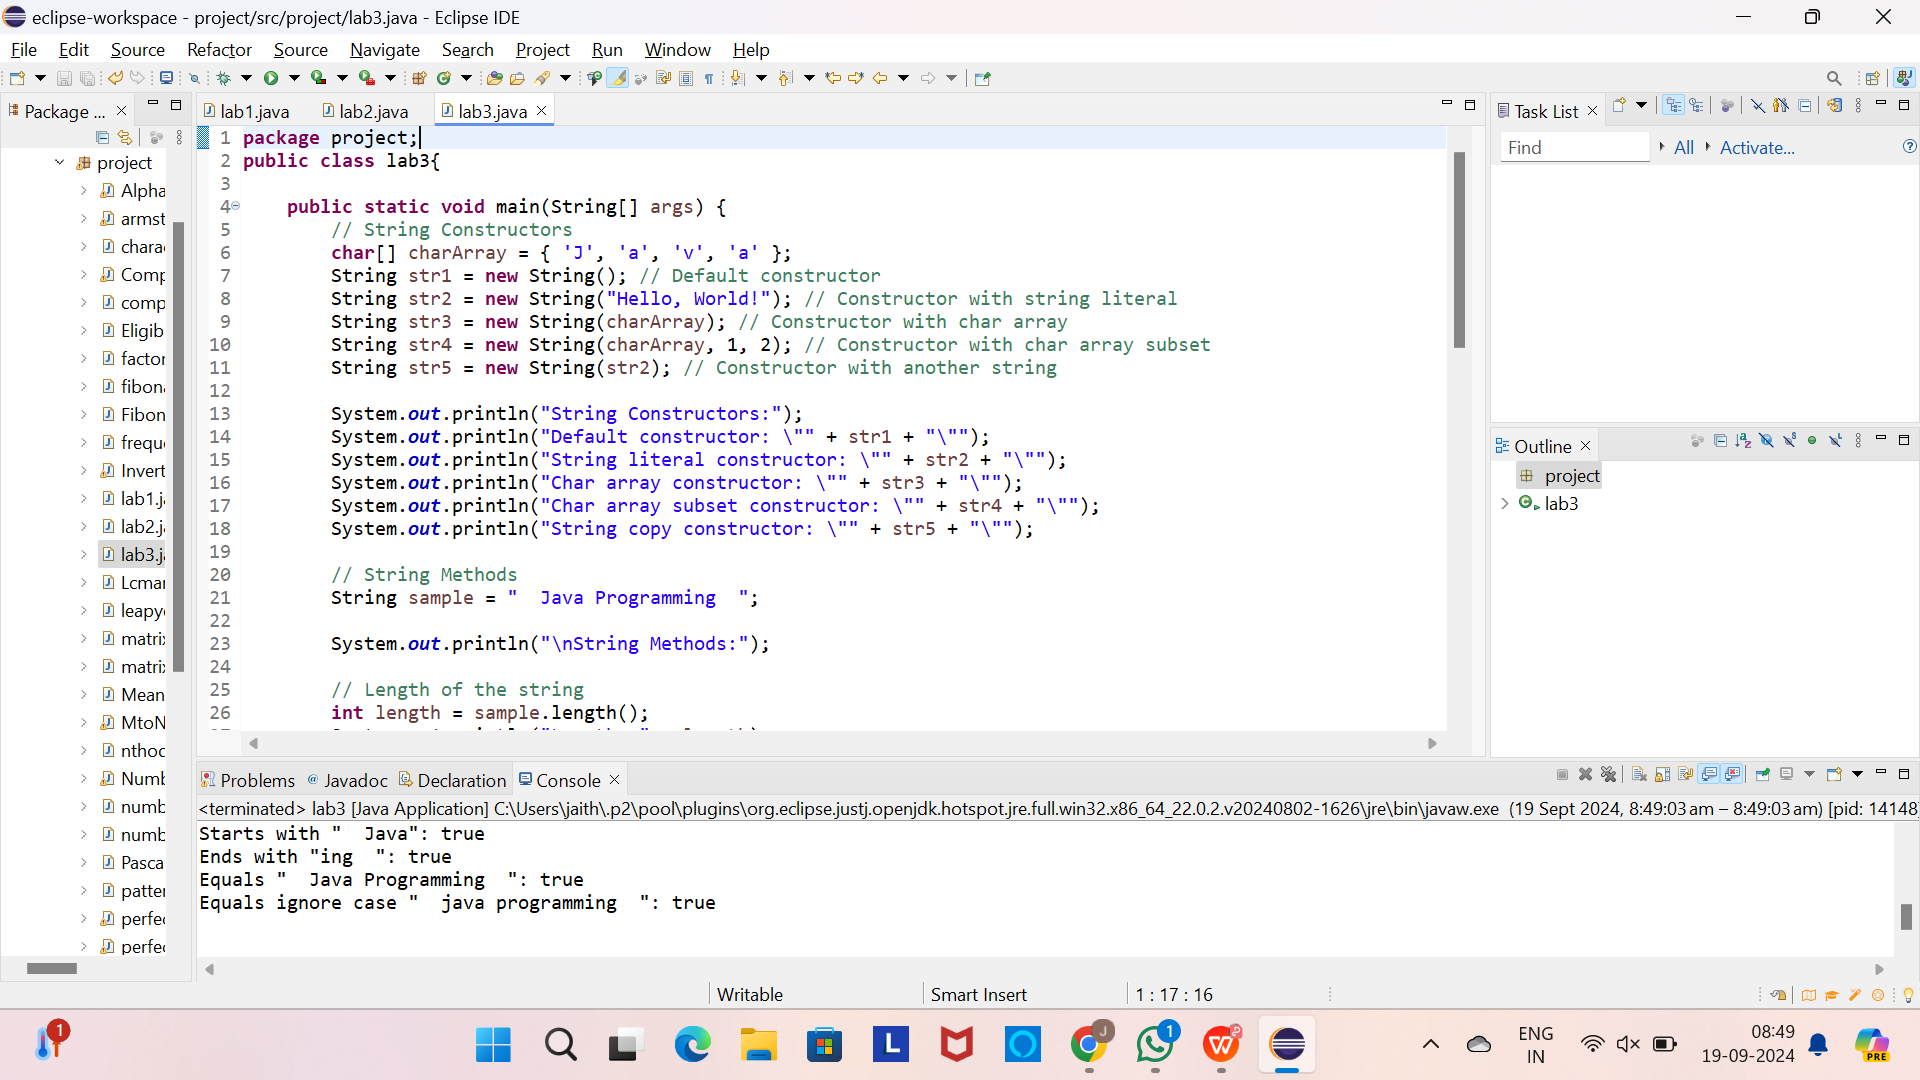 eclipse-workspace - project/src/project/lab3.java - Eclipse IDE
File Edit Source Refactor Source Navigate Search Project Run Window Help
Package ...
lab1.java lab2.java lab3.java
project
Alpha
armst
chara
Comp
comp
Eligib
factor
fibon
Fibon
frequ
Invert
lab1.j
lab2.j
lab3.j
Lcmar
leapy
matri
matri
Mean
MtoN
nthoc
Numb
numb
numb
Pasca
patter
perfe
perfe
1 package project;
2 public class lab3{
3
4 public static void main(String[] args) {
5 // String Constructors
6 char[] charArray = { 'J', 'a', 'v', 'a' };
7 String str1 = new String(); // Default constructor
8 String str2 = new String("Hello, World!"); // Constructor with string literal
9 String str3 = new String(charArray); // Constructor with char array
10 String str4 = new String(charArray, 1, 2); // Constructor with char array subset
11 String str5 = new String(str2); // Constructor with another string
12
13 System.out.println("String Constructors:");
14 System.out.println("Default constructor: \"" + str1 + "\"");
15 System.out.println("String literal constructor: \"" + str2 + "\"");
16 System.out.println("Char array constructor: \"" + str3 + "\"");
17 System.out.println("Char array subset constructor: \"" + str4 + "\"");
18 System.out.println("String copy constructor: \"" + str5 + "\"");
19
20 // String Methods
21 String sample = "  Java Programming  ";
22
23 System.out.println("\nString Methods:");
24
25 // Length of the string
26 int length = sample.length();
Task List
Find All Activate...
Outline
project
lab3
Problems Javadoc Declaration Console
<terminated> lab3 [Java Application] C:\Users\jaith\.p2\pool\plugins\org.eclipse.justj.openjdk.hotspot.jre.full.win32.x86_64_22.0.2.v20240802-1626\jre\bin\javaw.exe (19 Sept 2024, 8:49:03 am – 8:49:03 am) [pid: 14148
Starts with "  Java": true
Ends with "ing  ": true
Equals "  Java Programming  ": true
Equals ignore case "  java programming  ": true
Writable Smart Insert 1 : 17 : 16
1
L
J
1
W
PRE
ENG
IN
08:49
19-09-2024